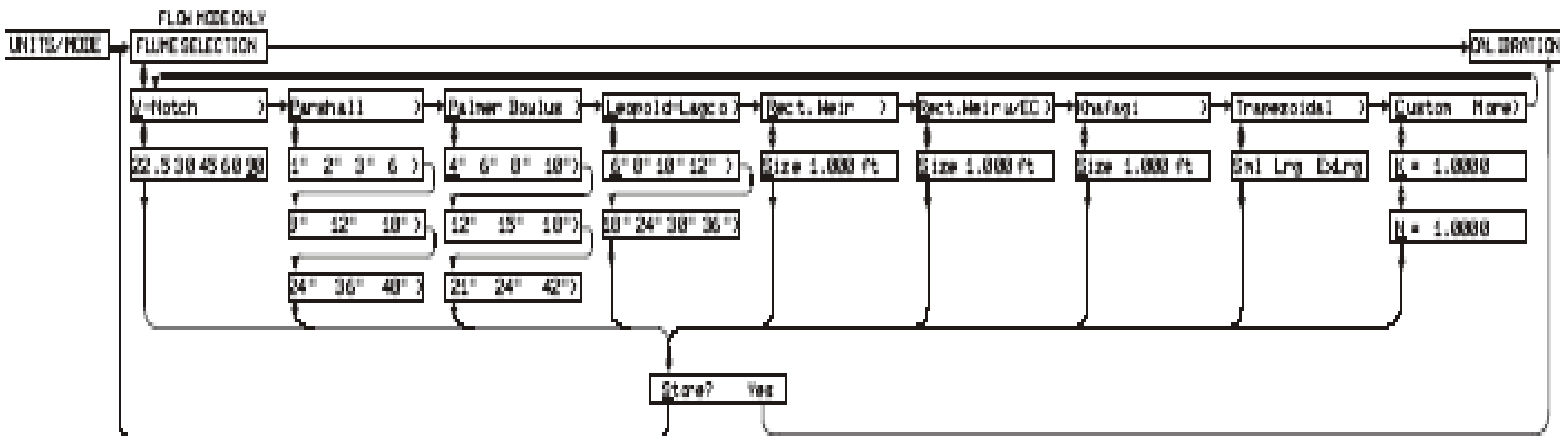 FLOW MODE ONLY
UNITS/MODE
FLUME SELECTION
CALIBRATION
V-Notch >
Parshall >
Palmer Bowlus >
Leopold-Lagco >
Rect. Weir >
Rect.Weir w/EC >
Khafagi >
Trapezoidal >
Custom More>
22.5 30 45 60 90
1" 2" 3" 6 >
4" 6" 8" 10">
6" 8" 10" 12" >
Size 1.000 ft
Size 1.000 ft
Size 1.000 ft
Sml Lrg ExLrg
K = 1.0000
9" 12" 18">
12" 15" 18">
18" 24" 30" 36">
N = 1.0000
24" 36" 48" >
21" 24" 42">
Store? Yes